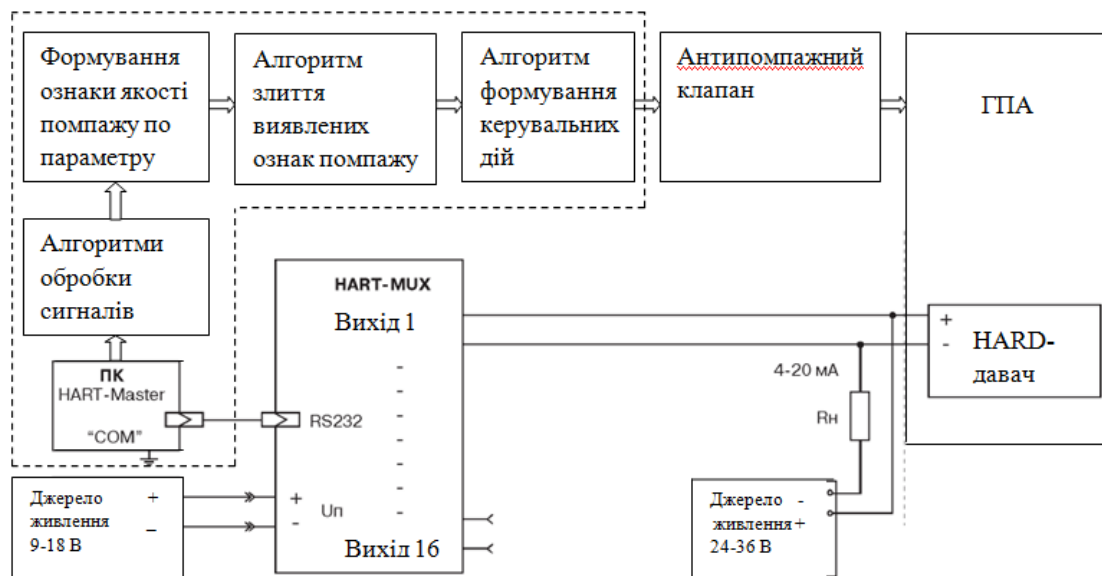 Формування
ознаки якості
помпажу по
параметру
Алгоритм
злиття
виявлених
ознак помпажу
Алгоритм
формування
керувальних
дій
Антипомпажний
клапан
ГПА
Алгоритми
обробки
сигналів
ПК
HART-Master
“COM”
HART-MUX
Вихід 1
RS232
+
-
Uп
Вихід 16
+
-
HARD-
давач
4-20 мА
Rн
Джерело +
живлення –
9-18 В
Джерело -
живлення +
24-36 В